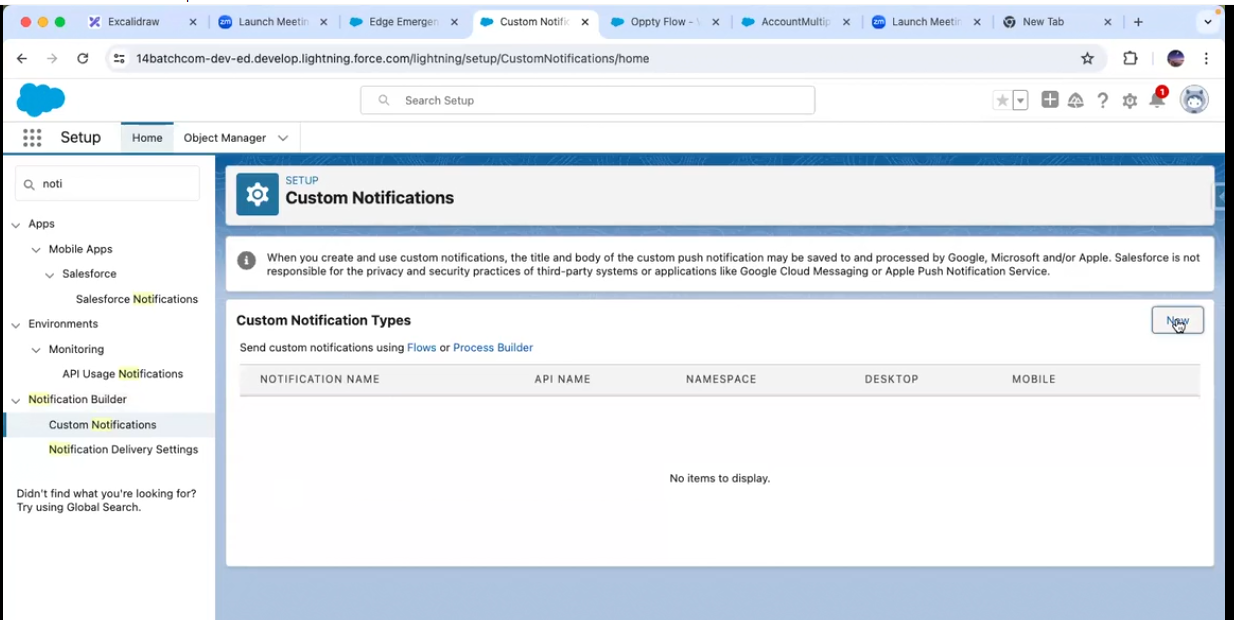 Excalidraw
Launch Meetin
Edge Emergen
Custom Notific
Oppty Flow - V
AccountMultip
Launch Meetin
New Tab
14batchcom-dev-ed.develop.lightning.force.com/lightning/setup/CustomNotifications/home
Search Setup
1
Setup
Home
Object Manager
noti
Apps
Mobile Apps
Salesforce
Salesforce Notifications
Environments
Monitoring
API Usage Notifications
Notification Builder
Custom Notifications
Notification Delivery Settings
Didn't find what you're looking for?
Try using Global Search.
SETUP
Custom Notifications
When you create and use custom notifications, the title and body of the custom push notification may be saved to and processed by Google, Microsoft and/or Apple. Salesforce is not
responsible for the privacy and security practices of third-party systems or applications like Google Cloud Messaging or Apple Push Notification Service.
Custom Notification Types
New
Send custom notifications using Flows or Process Builder
NOTIFICATION NAME API NAME NAMESPACE DESKTOP MOBILE
No items to display.